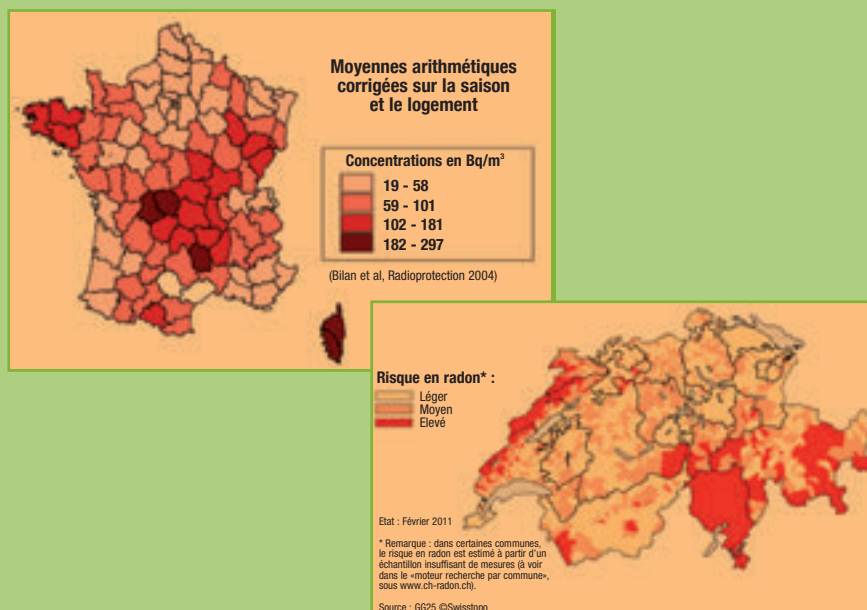 Moyennes arithmétiques
corrigées sur la saison
et le logement
Concentrations en Bq/m³
19 - 58
59 - 101
102 - 181
182 - 297
(Bilan et al, Radioprotection 2004)
Risque en radon* :
Léger
Moyen
Elevé
Etat : Février 2011
* Remarque : dans certaines communes,
le risque en radon est estimé à partir d'un
échantillon insuffisant de mesures (à voir
dans le «moteur recherche par commune»,
sous www.ch-radon.ch).
Source : GG25 ©Swisstopo